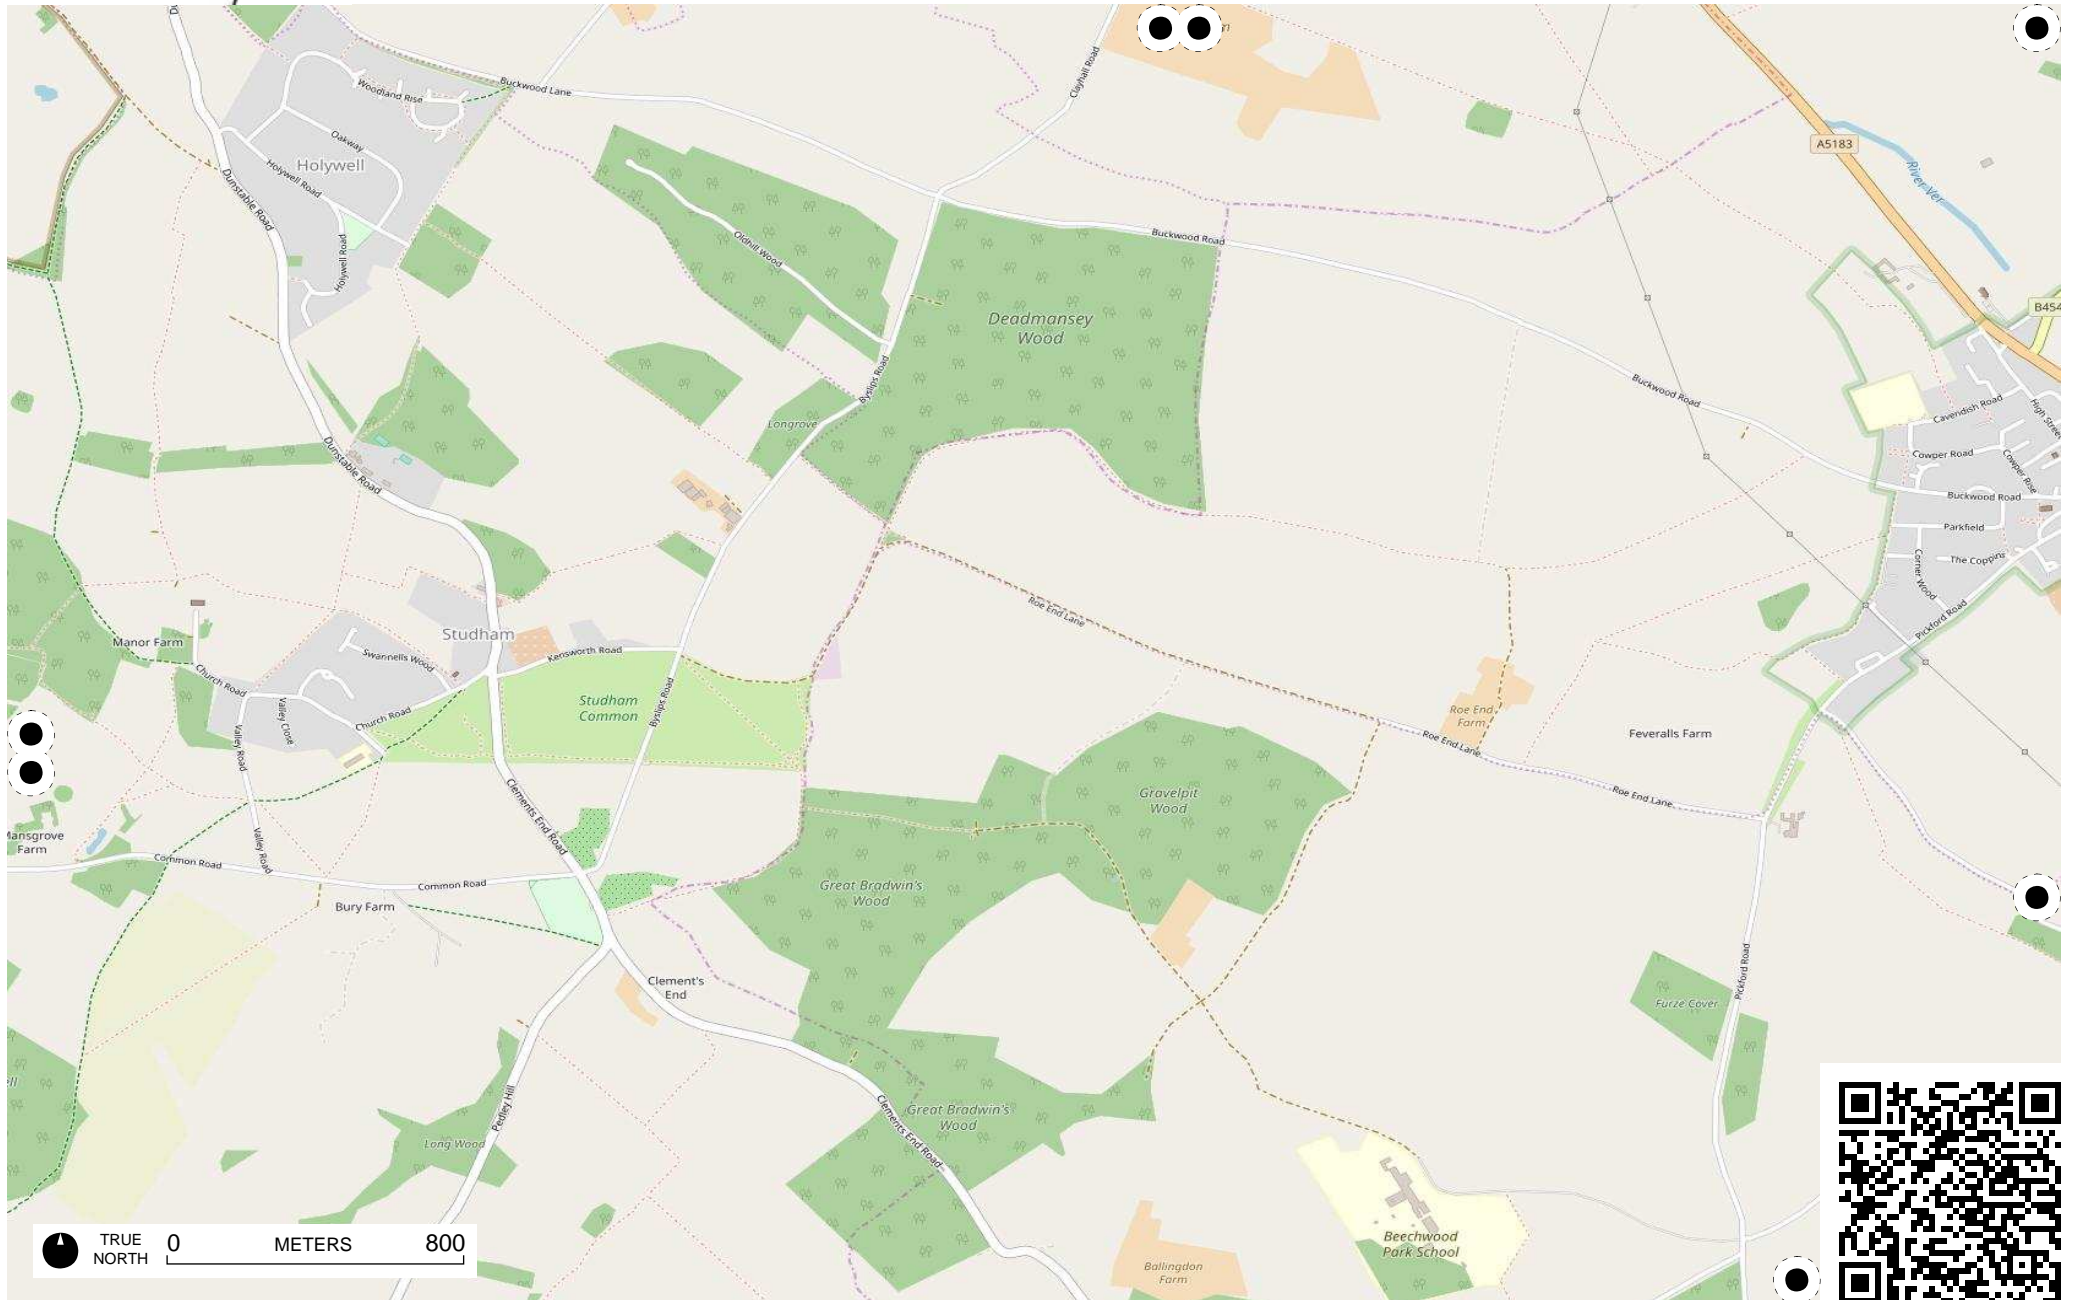 Buckwood Lane
Clayhall Road
Woodland Rise
Oakway
A5183
Holywell
Holywell Road
River Ver
Dunstable Road
Holywell Road
Oldhill Wood
Buckwood Road
B454
Deadmansey
Wood
Byslips Road
Buckwood Road
Cavendish Road
High Street
Longrove
Dunstable Road
Cowper Road
Cowper Rise
Buckwood Road
Parkfield
The Coppins
Corner Wood
Roe End Lane
Pickford Road
Studham
Manor Farm
Kensworth Road
Swannells Wood
Church Road
Valley Close
Church Road
Studham
Common
Byslips Road
Roe End
Farm
Feveralls Farm
Valley Road
Roe End Lane
Clements End Road
Gravelpit
Wood
Roe End Lane
Mansgrove
Farm
Valley Road
Common Road
Common Road
Great Bradwin's
Wood
Bury Farm
Clement's
End
Pickford Road
Furze Cover
ell
Pedley Hill
Great Bradwin's
Wood
Clements End Road
Long Wood
TRUE
NORTH
0 METERS 800
Beechwood
Park School
Ballingdon
Farm